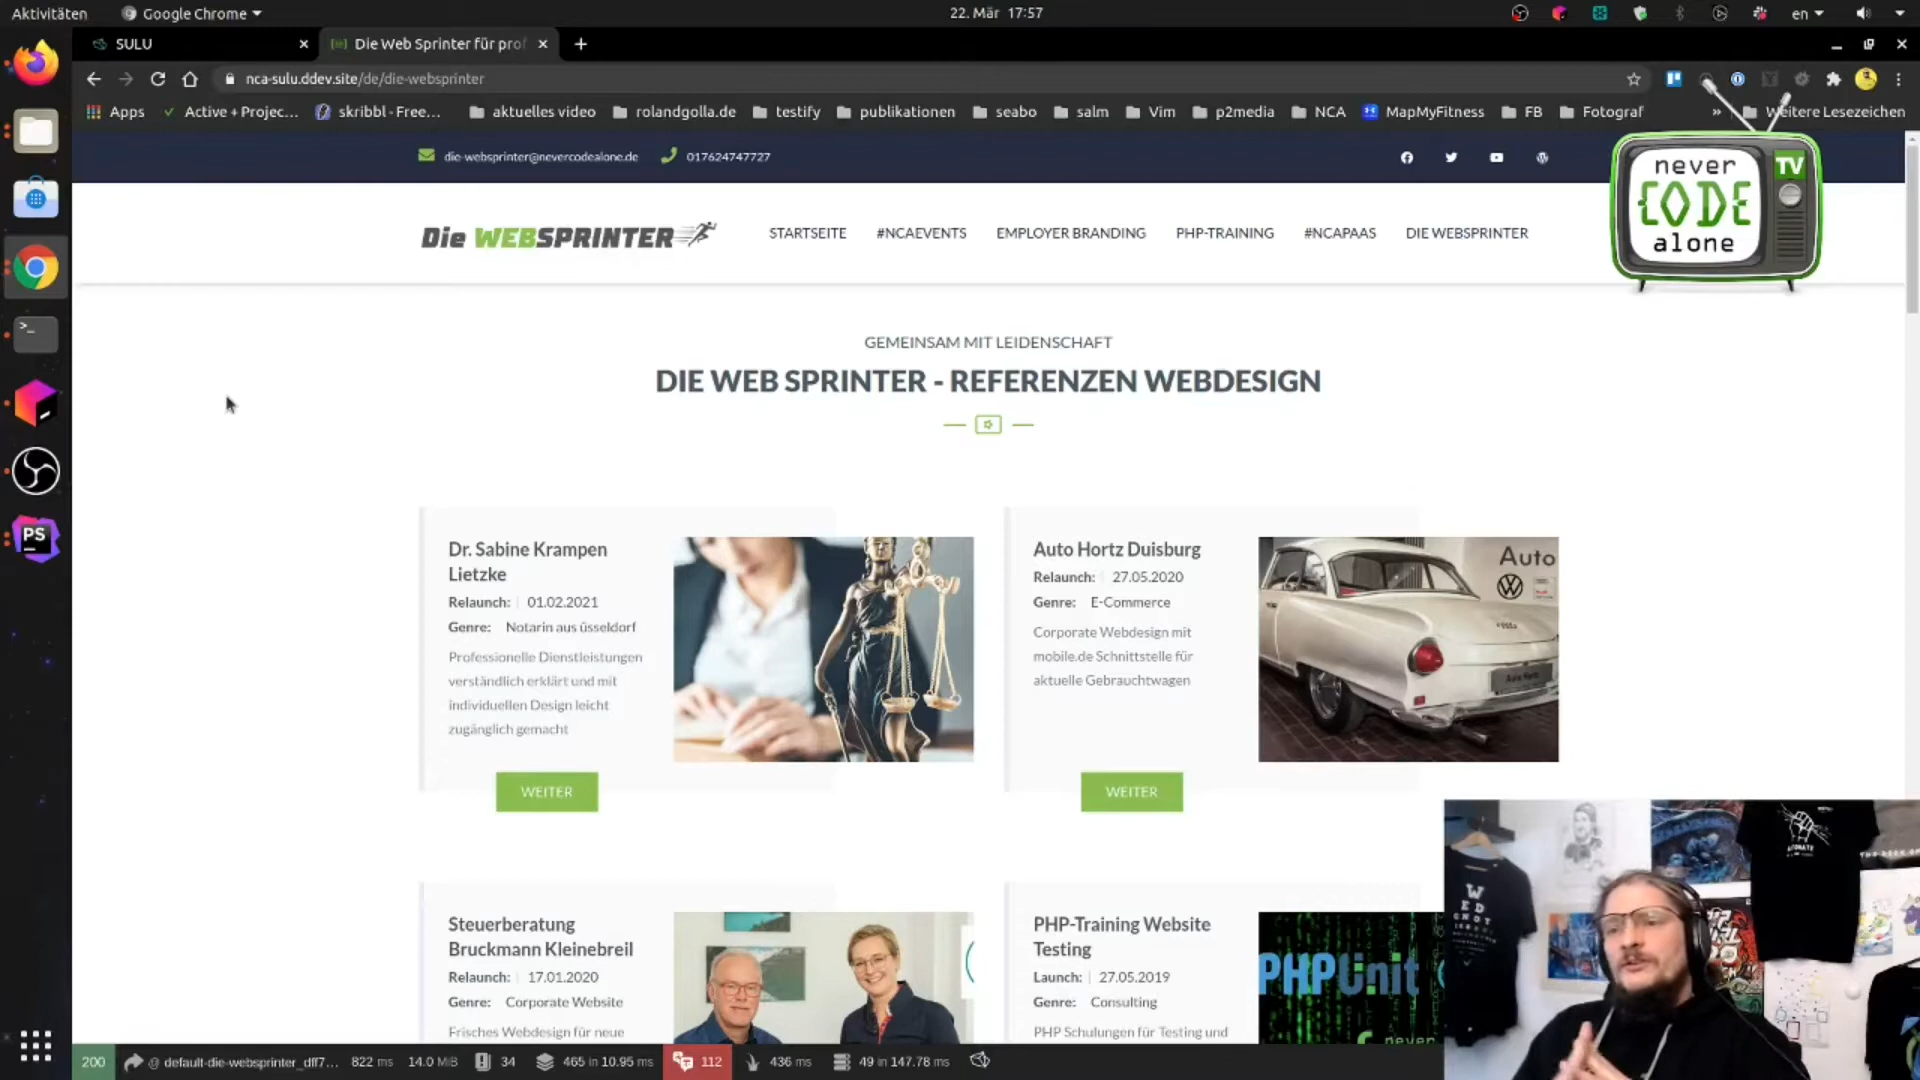 Aktivitäten
Google Chrome
22. Mär 17:57
en
SULU
Die Web Sprinter für prof
nca-sulu.ddev.site/de/die-websprinter
Apps
Active + Projec...
skribbl - Free...
aktuelles video
rolandgolla.de
testify
publikationen
seabo
salm
Vim
p2media
NCA
MapMyFitness
FB
Fotograf
»
Weitere Lesezeichen
die-websprinter@nevercodealone.de
017624747727
never
CODE
alone
TV
Die WEBSPRINTER
STARTSEITE
#NCAEVENTS
EMPLOYER BRANDING
PHP-TRAINING
#NCAPAAS
DIE WEBSPRINTER
GEMEINSAM MIT LEIDENSCHAFT
DIE WEB SPRINTER - REFERENZEN WEBDESIGN
Dr. Sabine Krampen
Lietzke
Relaunch: 01.02.2021
Genre: Notarin aus üsseldorf
Professionelle Dienstleistungen
verständlich erklärt und mit
individuellen Design leicht
zugänglich gemacht
WEITER
Auto Hortz Duisburg
Relaunch: 27.05.2020
Genre: E-Commerce
Corporate Webdesign mit
mobile.de Schnittstelle für
aktuelle Gebrauchtwagen
Auto
Auto Hortz
WEITER
Steuerberatung
Bruckmann Kleinebreil
Relaunch: 17.01.2020
Genre: Corporate Website
Frisches Webdesign für neue
PHP-Training Website
Testing
Launch: 27.05.2019
Genre: Consulting
PHP Schulungen für Testing und
PHPUnit
never
PS
200
@ default-die-websprinter_dff7...
822 ms
14.0 MiB
34
465 in 10.95 ms
112
436 ms
49 in 147.78 ms